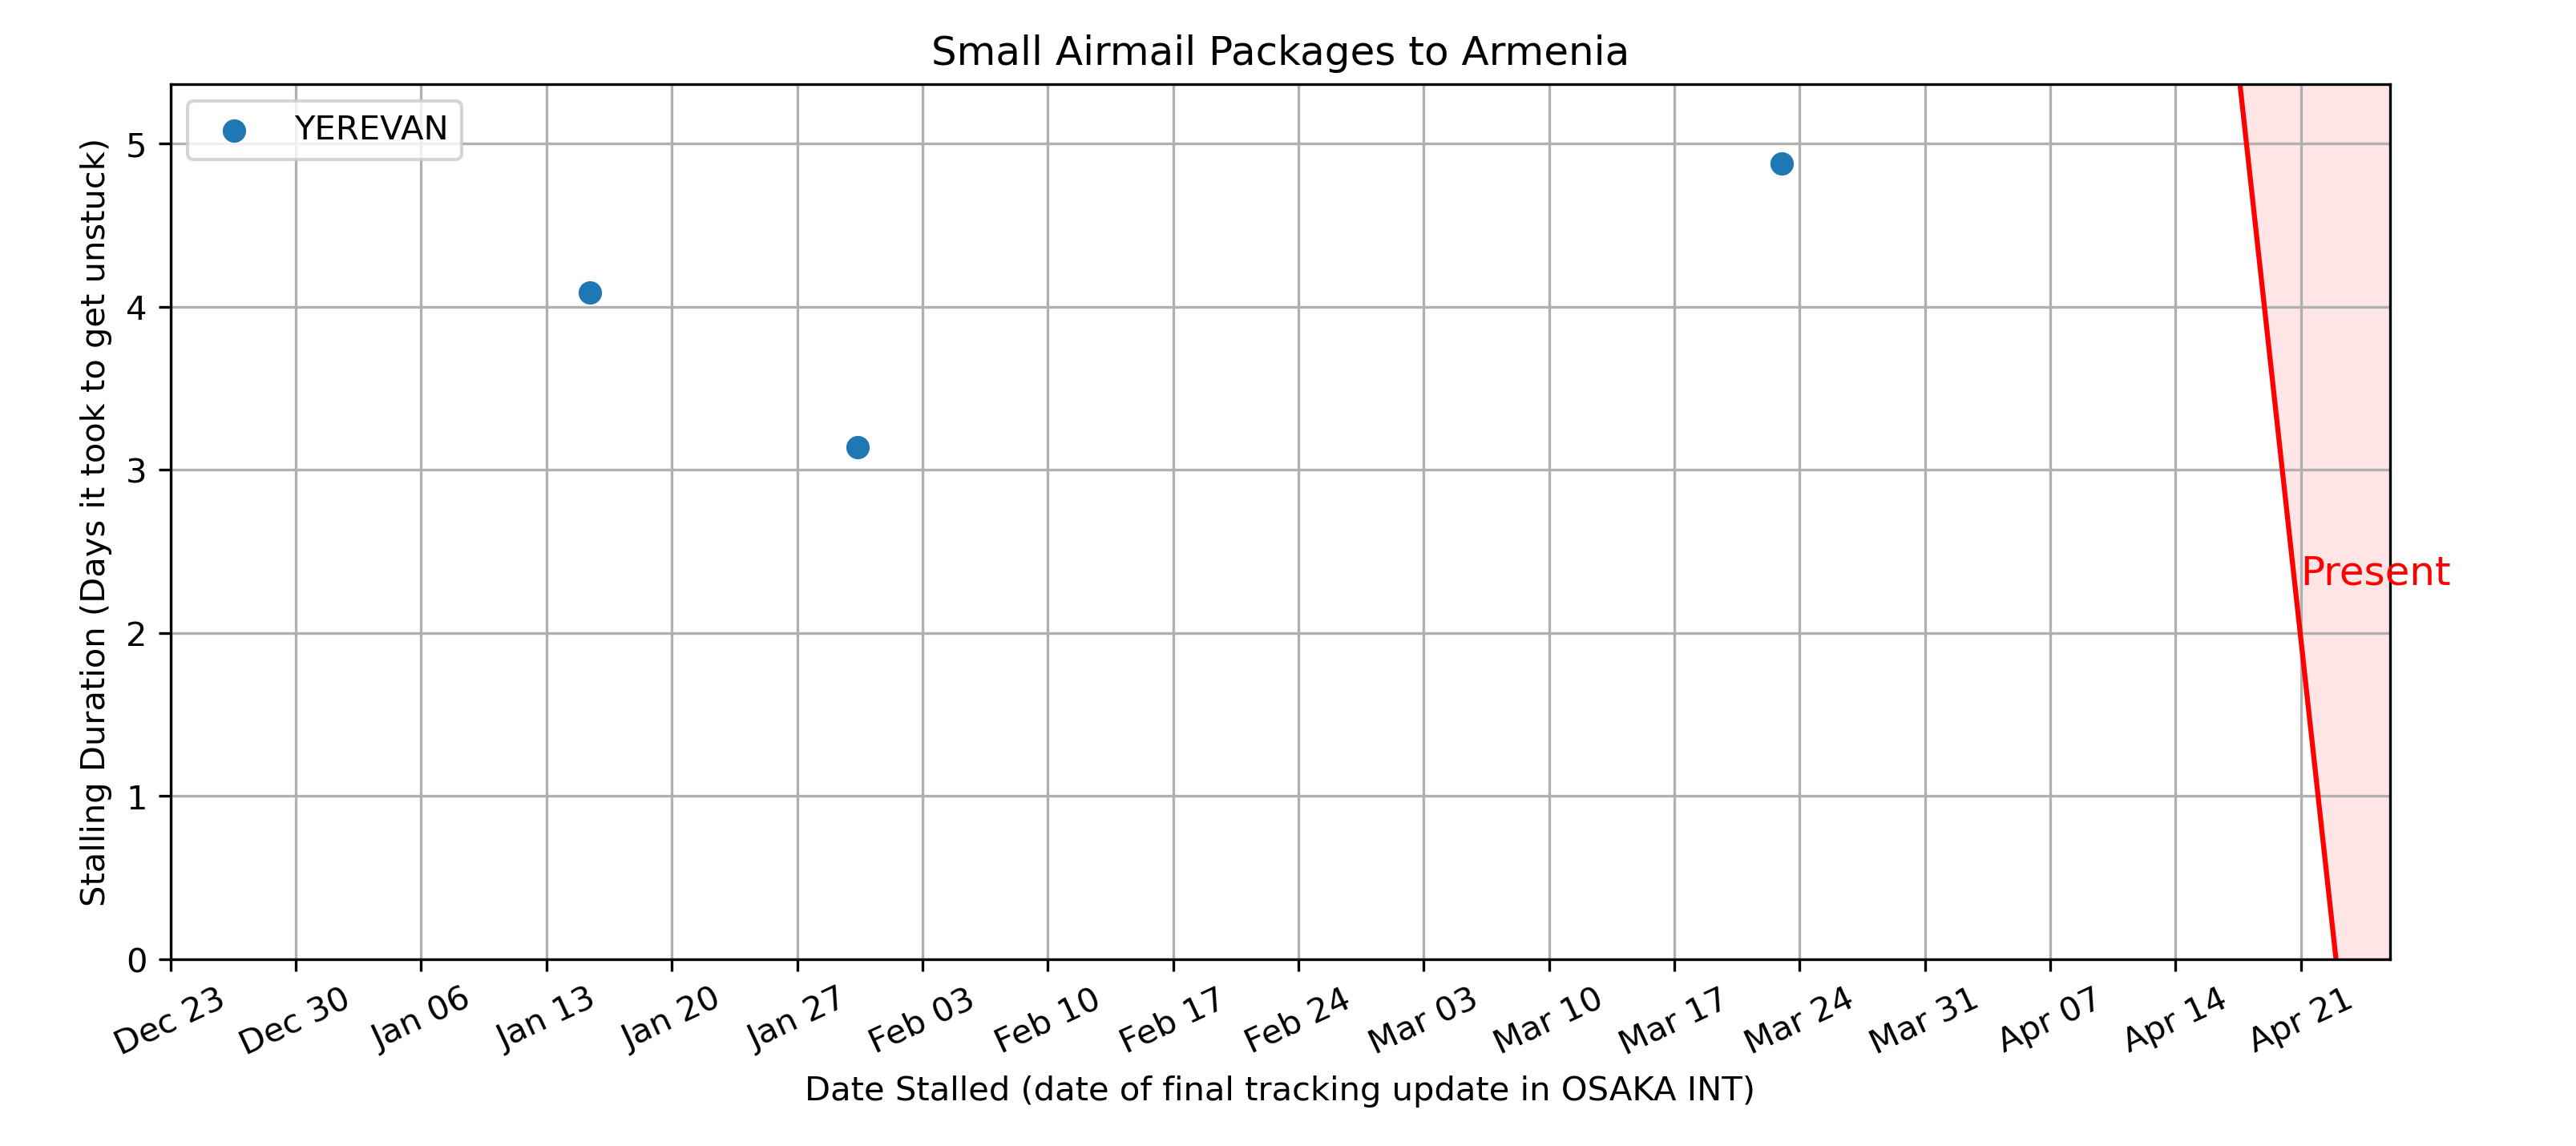 Small Airmail Packages to Armenia
YEREVAN
Stalling Duration (Days it took to get unstuck)
5
4
3
2
1
0
Present
Dec 23
Dec 30
Jan 06
Jan 13
Jan 20
Jan 27
Feb 03
Feb 10
Feb 17
Feb 24
Mar 03
Mar 10
Mar 17
Mar 24
Mar 31
Apr 07
Apr 14
Apr 21
Date Stalled (date of final tracking update in OSAKA INT)